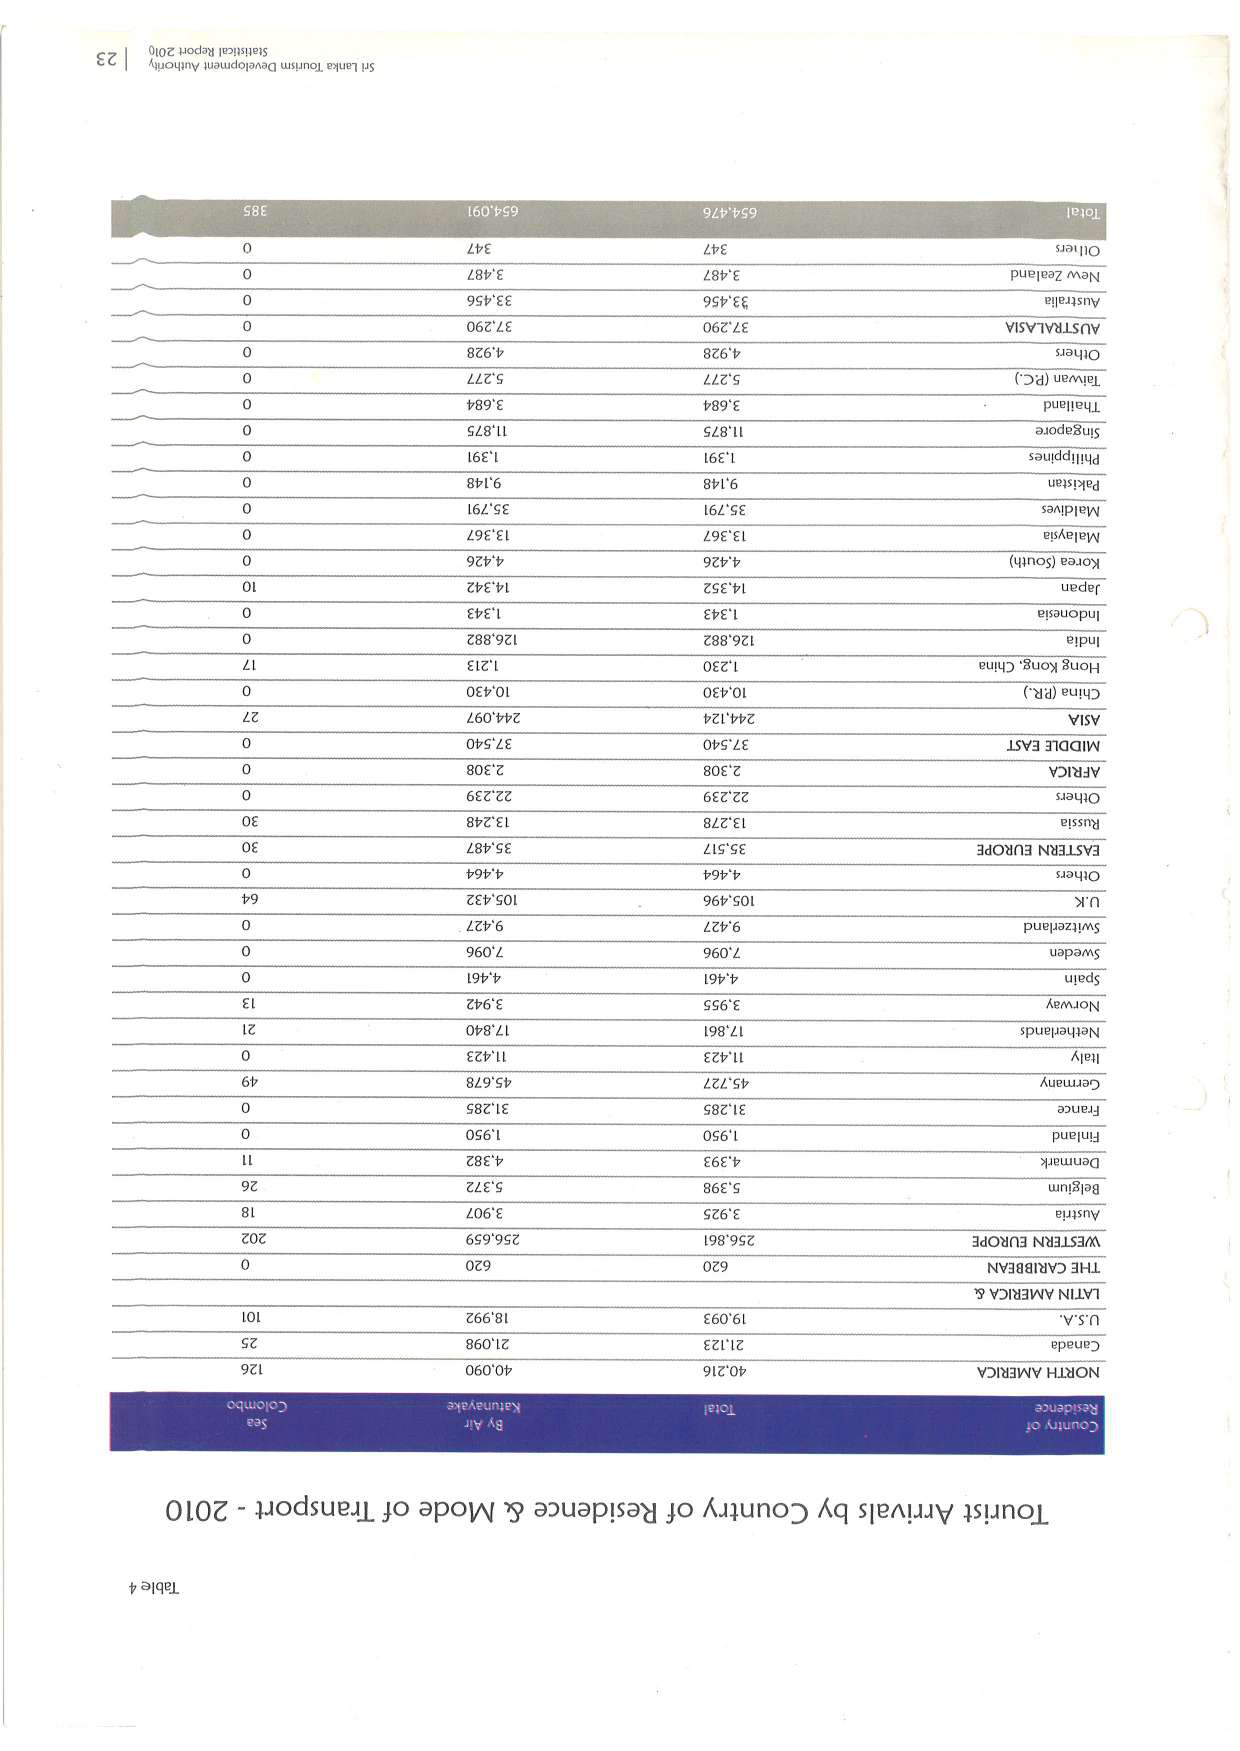 Table 4
Tourist Arrivals by Country of Residence & Mode of Transport - 2010
Country of Residence Total By Air Katunayake Sea Colombo
NORTH AMERICA 40,216 40,090 126
Canada 21,123 21,098 25
U.S.A. 19,093 18,992 101
LATIN AMERICA &
THE CARIBBEAN 620 620 0
WESTERN EUROPE 256,861 256,659 202
Austria 3,925 3,907 18
Belgium 5,398 5,372 26
Denmark 4,393 4,382 11
Finland 1,950 1,950 0
France 31,285 31,285 0
Germany 45,727 45,678 49
Italy 11,423 11,423 0
Netherlands 17,861 17,840 21
Norway 3,955 3,942 13
Spain 4,461 4,461 0
Sweden 7,096 7,096 0
Switzerland 9,427 9,427 0
U.K 105,496 105,432 64
Others 4,464 4,464 0
EASTERN EUROPE 35,517 35,487 30
Russia 13,278 13,248 30
Others 22,239 22,239 0
AFRICA 2,308 2,308 0
MIDDLE EAST 37,540 37,540 0
ASIA 244,124 244,097 27
China (P.R.) 10,430 10,430 0
Hong Kong, China 1,230 1,213 17
India 126,882 126,882 0
Indonesia 1,343 1,343 0
Japan 14,352 14,342 10
Korea (South) 4,426 4,426 0
Malaysia 13,367 13,367 0
Maldives 35,791 35,791 0
Pakistan 9,148 9,148 0
Philippines 1,391 1,391 0
Singapore 11,875 11,875 0
Thailand 3,684 3,684 0
Taiwan (P.C.) 5,277 5,277 0
Others 4,928 4,928 0
AUSTRALASIA 37,290 37,290 0
Australia 33,456 33,456 0
New Zealand 3,487 3,487 0
Others 347 347 0
Total 654,476 654,091 385
Sri Lanka Tourism Development Authority
Statistical Report 2010 | 23